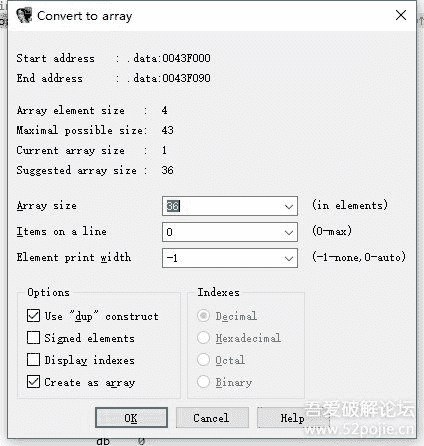 Convert to array
Start address : .data:0043F000
End address : .data:0043F090
Array element size : 4
Maximal possible size: 43
Current array size : 1
Suggested array size : 36
Array size 36 (in elements)
Items on a line 0 (0-max)
Element print width -1 (-1-none,0-auto)
Options Indexes
Use "dup" construct Decimal
Signed elements Hexadecimal
Display indexes Octal
Create as array Binary
OK Cancel Help
吾爱破解论坛
www.52pojie.cn
db 0